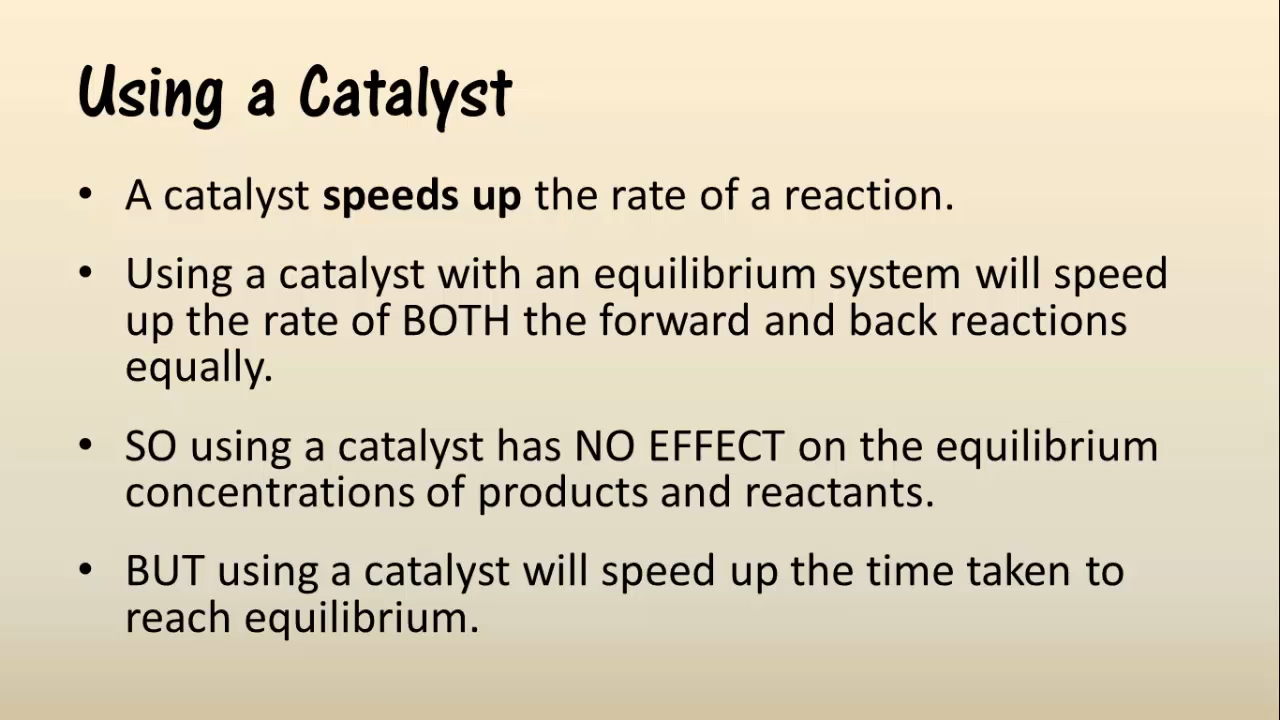 Using a Catalyst
• A catalyst speeds up the rate of a reaction.
• Using a catalyst with an equilibrium system will speed
up the rate of BOTH the forward and back reactions
equally.
• SO using a catalyst has NO EFFECT on the equilibrium
concentrations of products and reactants.
• BUT using a catalyst will speed up the time taken to
reach equilibrium.